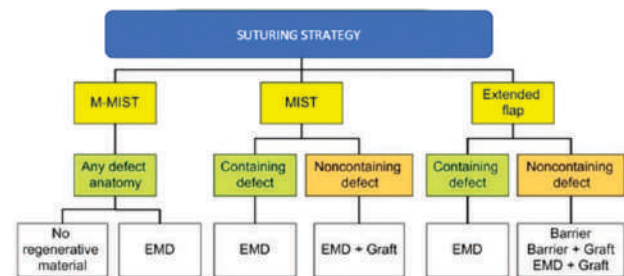 SUTURING STRATEGY
M-MIST
MIST
Extended
flap
Any defect
anatomy
Containing
defect
Noncontaining
defect
Containing
defect
Noncontaining
defect
No
regenerative
material
EMD
EMD
EMD + Graft
EMD
Barrier
Barrier + Graft
EMD + Graft